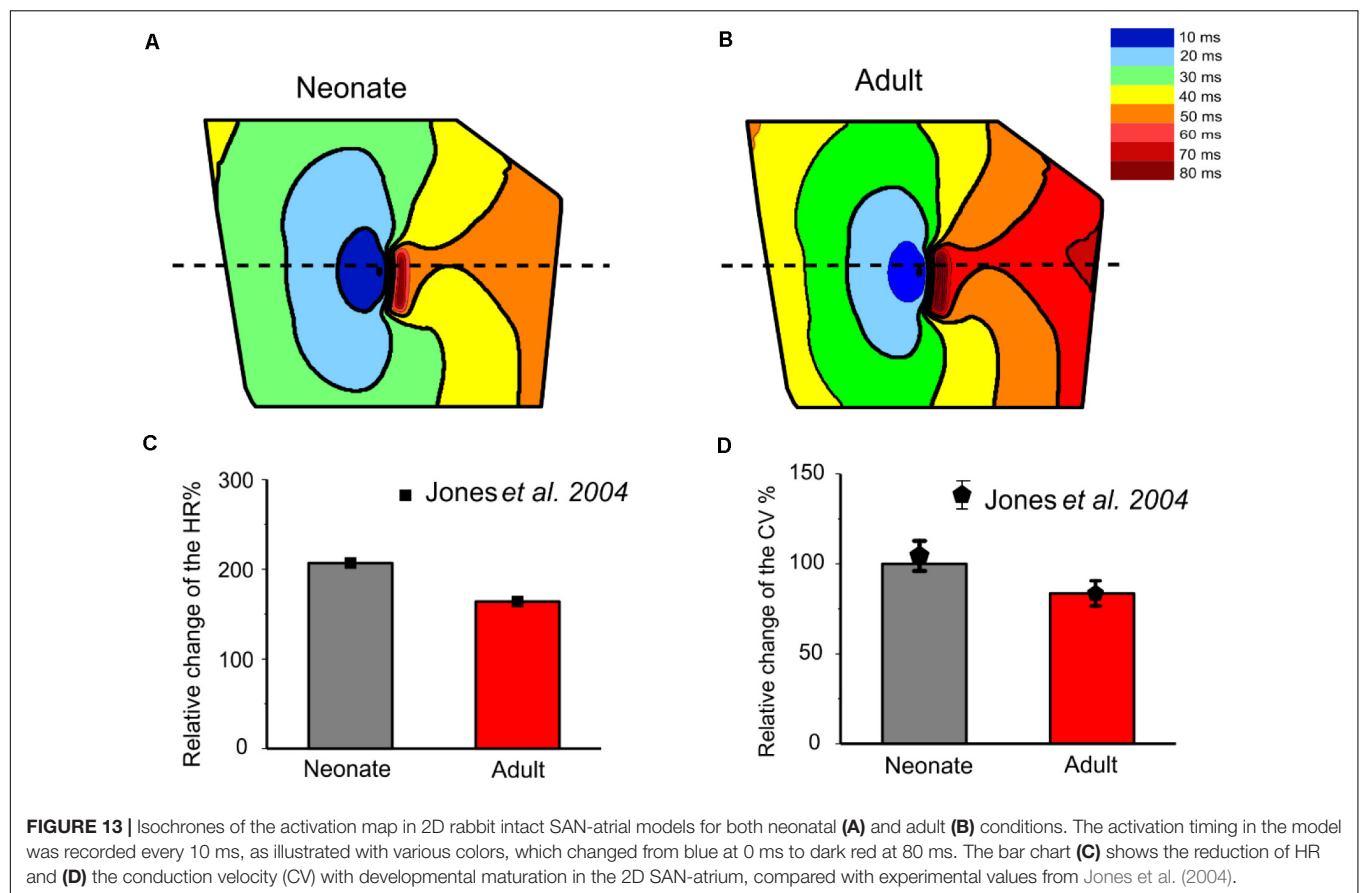 A
B
Neonate
Adult
10 ms
20 ms
30 ms
40 ms
50 ms
60 ms
70 ms
80 ms
C
Relative change of the HR%
300
200
100
0
Jones et al. 2004
Neonate
Adult
D
Relative change of the CV %
150
100
50
0
Jones et al. 2004
Neonate
Adult
FIGURE 13 | Isochrones of the activation map in 2D rabbit intact SAN-atrial models for both neonatal (A) and adult (B) conditions. The activation timing in the model
was recorded every 10 ms, as illustrated with various colors, which changed from blue at 0 ms to dark red at 80 ms. The bar chart (C) shows the reduction of HR
and (D) the conduction velocity (CV) with developmental maturation in the 2D SAN-atrium, compared with experimental values from Jones et al. (2004).